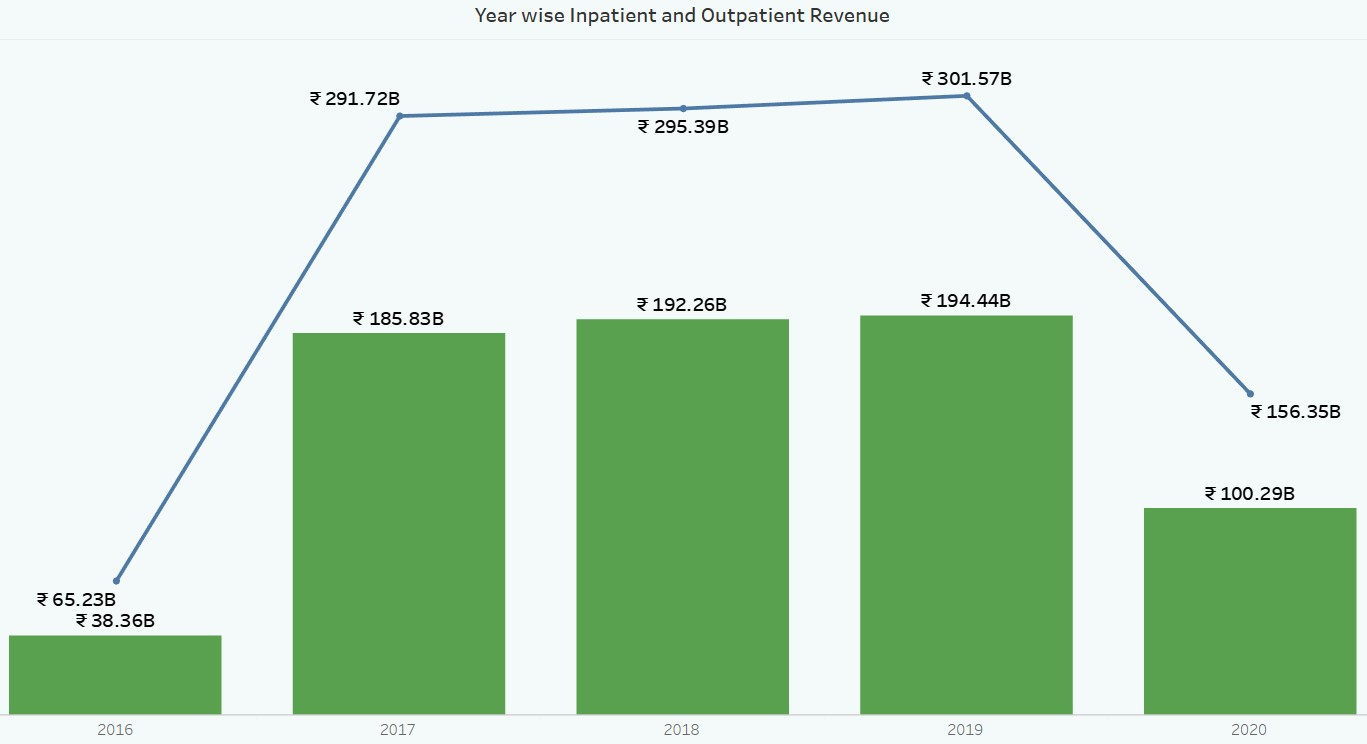 Year wise Inpatient and Outpatient Revenue
₹ 301.57B
₹ 291.72B
₹ 295.39B
₹ 194.44B
₹ 192.26B
₹ 185.83B
₹ 156.35B
₹ 100.29B
₹ 65.23B
₹ 38.36B
2016 2017 2018 2019 2020